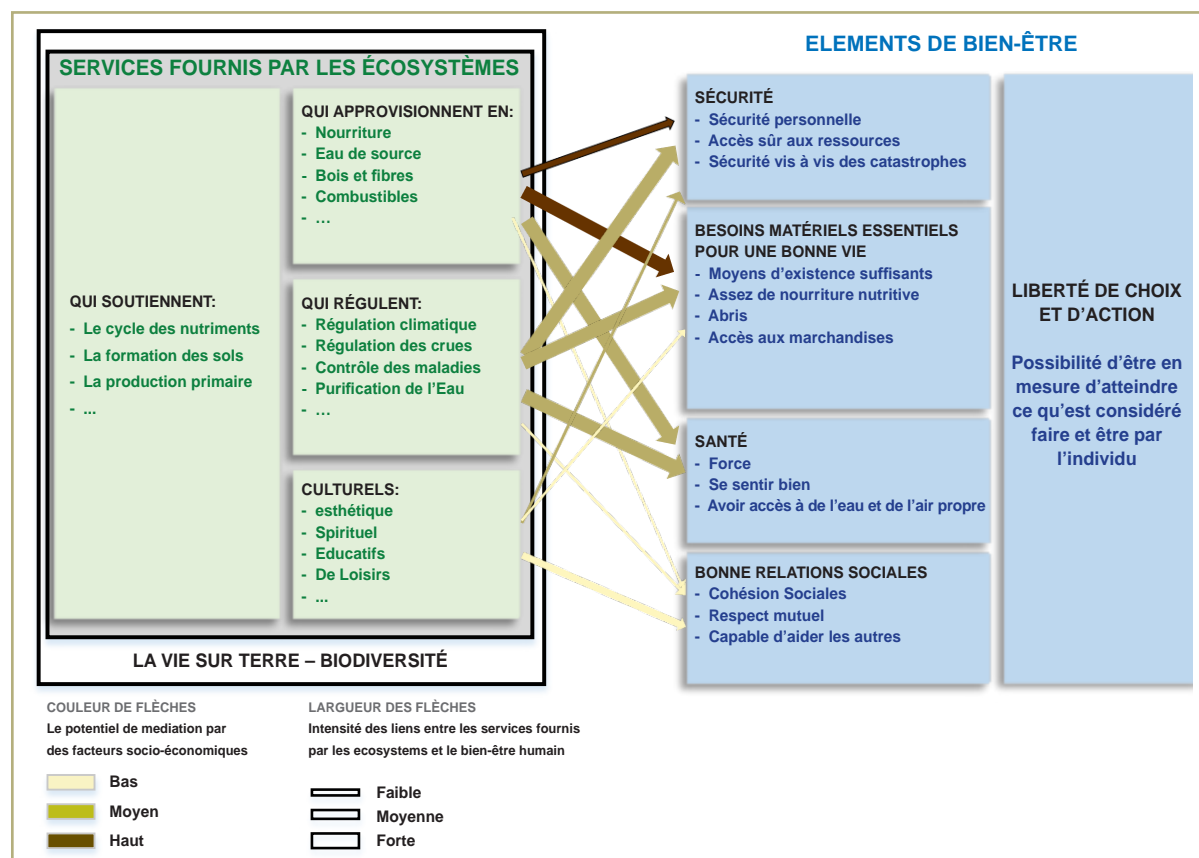 SERVICES FOURNIS PAR LES ÉCOSYSTÈMES
QUI SOUTIENNENT:
- Le cycle des nutriments
- La formation des sols
- La production primaire
- ...
QUI APPROVISIONNENT EN:
- Nourriture
- Eau de source
- Bois et fibres
- Combustibles
- …
QUI RÉGULENT:
- Régulation climatique
- Régulation des crues
- Contrôle des maladies
- Purification de l’Eau
- …
CULTURELS:
- esthétique
- Spirituel
- Educatifs
- De Loisirs
- ...
LA VIE SUR TERRE – BIODIVERSITÉ
ELEMENTS DE BIEN-ÊTRE
SÉCURITÉ
- Sécurité personnelle
- Accès sûr aux ressources
- Sécurité vis à vis des catastrophes
BESOINS MATÉRIELS ESSENTIELS
POUR UNE BONNE VIE
- Moyens d’existence suffisants
- Assez de nourriture nutritive
- Abris
- Accès aux marchandises
SANTÉ
- Force
- Se sentir bien
- Avoir accès à de l’eau et de l’air propre
BONNE RELATIONS SOCIALES
- Cohésion Sociales
- Respect mutuel
- Capable d’aider les autres
LIBERTÉ DE CHOIX
ET D’ACTION
Possibilité d’être en
mesure d’atteindre
ce qu’est considéré
faire et être par
l’individu
COULEUR DE FLÈCHES
Le potentiel de mediation par
des facteurs socio-économiques
Bas
Moyen
Haut
LARGUEUR DES FLÈCHES
Intensité des liens entre les services fournis
par les ecosystems et le bien-être humain
Faible
Moyenne
Forte